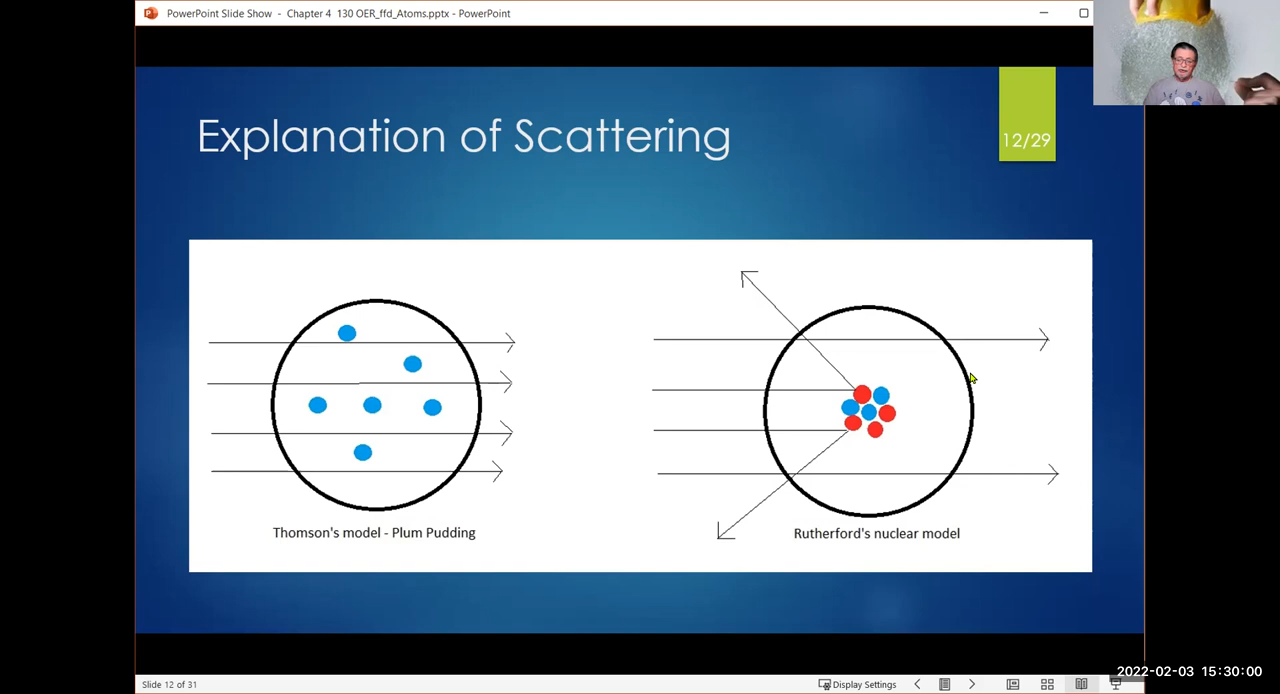 PowerPoint Slide Show - Chapter 4 130 OER_ffd_Atoms.pptx - PowerPoint
Explanation of Scattering
12/29
Thomson's model - Plum Pudding
Rutherford's nuclear model
2022-02-03 15:30:00
Slide 12 of 31
Display Settings